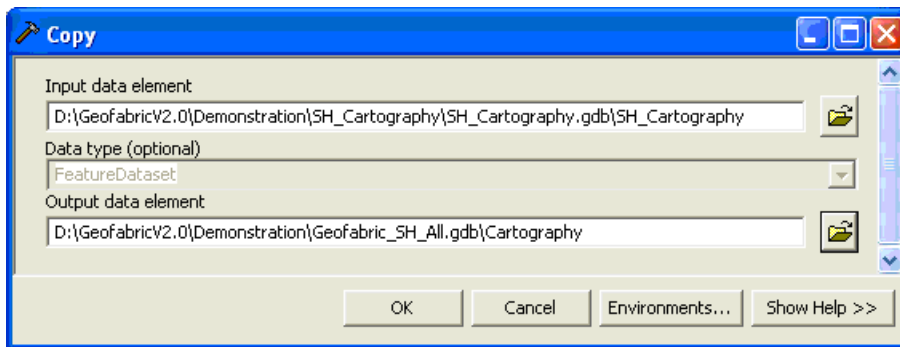 Copy
Input data element
D:\GeofabricV2.0\Demonstration\SH_Cartography\SH_Cartography.gdb\SH_Cartography
Data type (optional)
FeatureDataset
Output data element
D:\GeofabricV2.0\Demonstration\Geofabric_SH_All.gdb\Cartography
OK Cancel Environments... Show Help >>